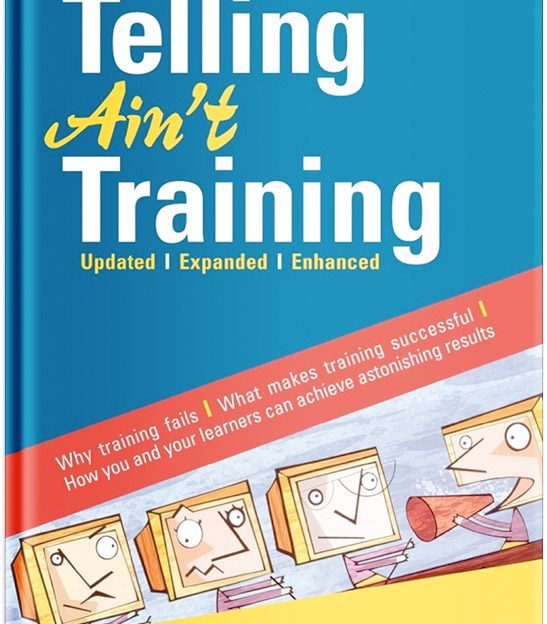 Telling
Ain't
Training
Updated | Expanded | Enhanced
Why training fails | What makes training successful |
How you and your learners can achieve astonishing results